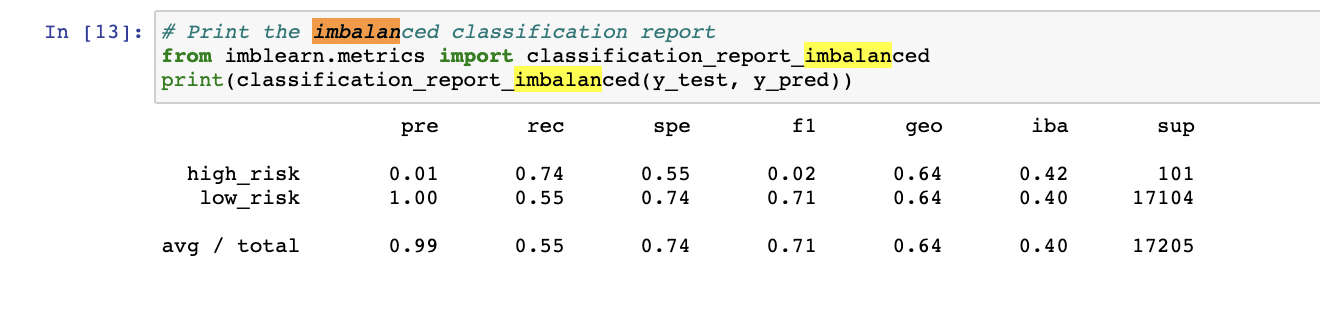 In [13]: # Print the imbalanced classification report
from imblearn.metrics import classification_report_imbalanced
print(classification_report_imbalanced(y_test, y_pred))
pre rec spe f1 geo iba sup
high_risk 0.01 0.74 0.55 0.02 0.64 0.42 101
low_risk 1.00 0.55 0.74 0.71 0.64 0.40 17104
avg / total 0.99 0.55 0.74 0.71 0.64 0.40 17205